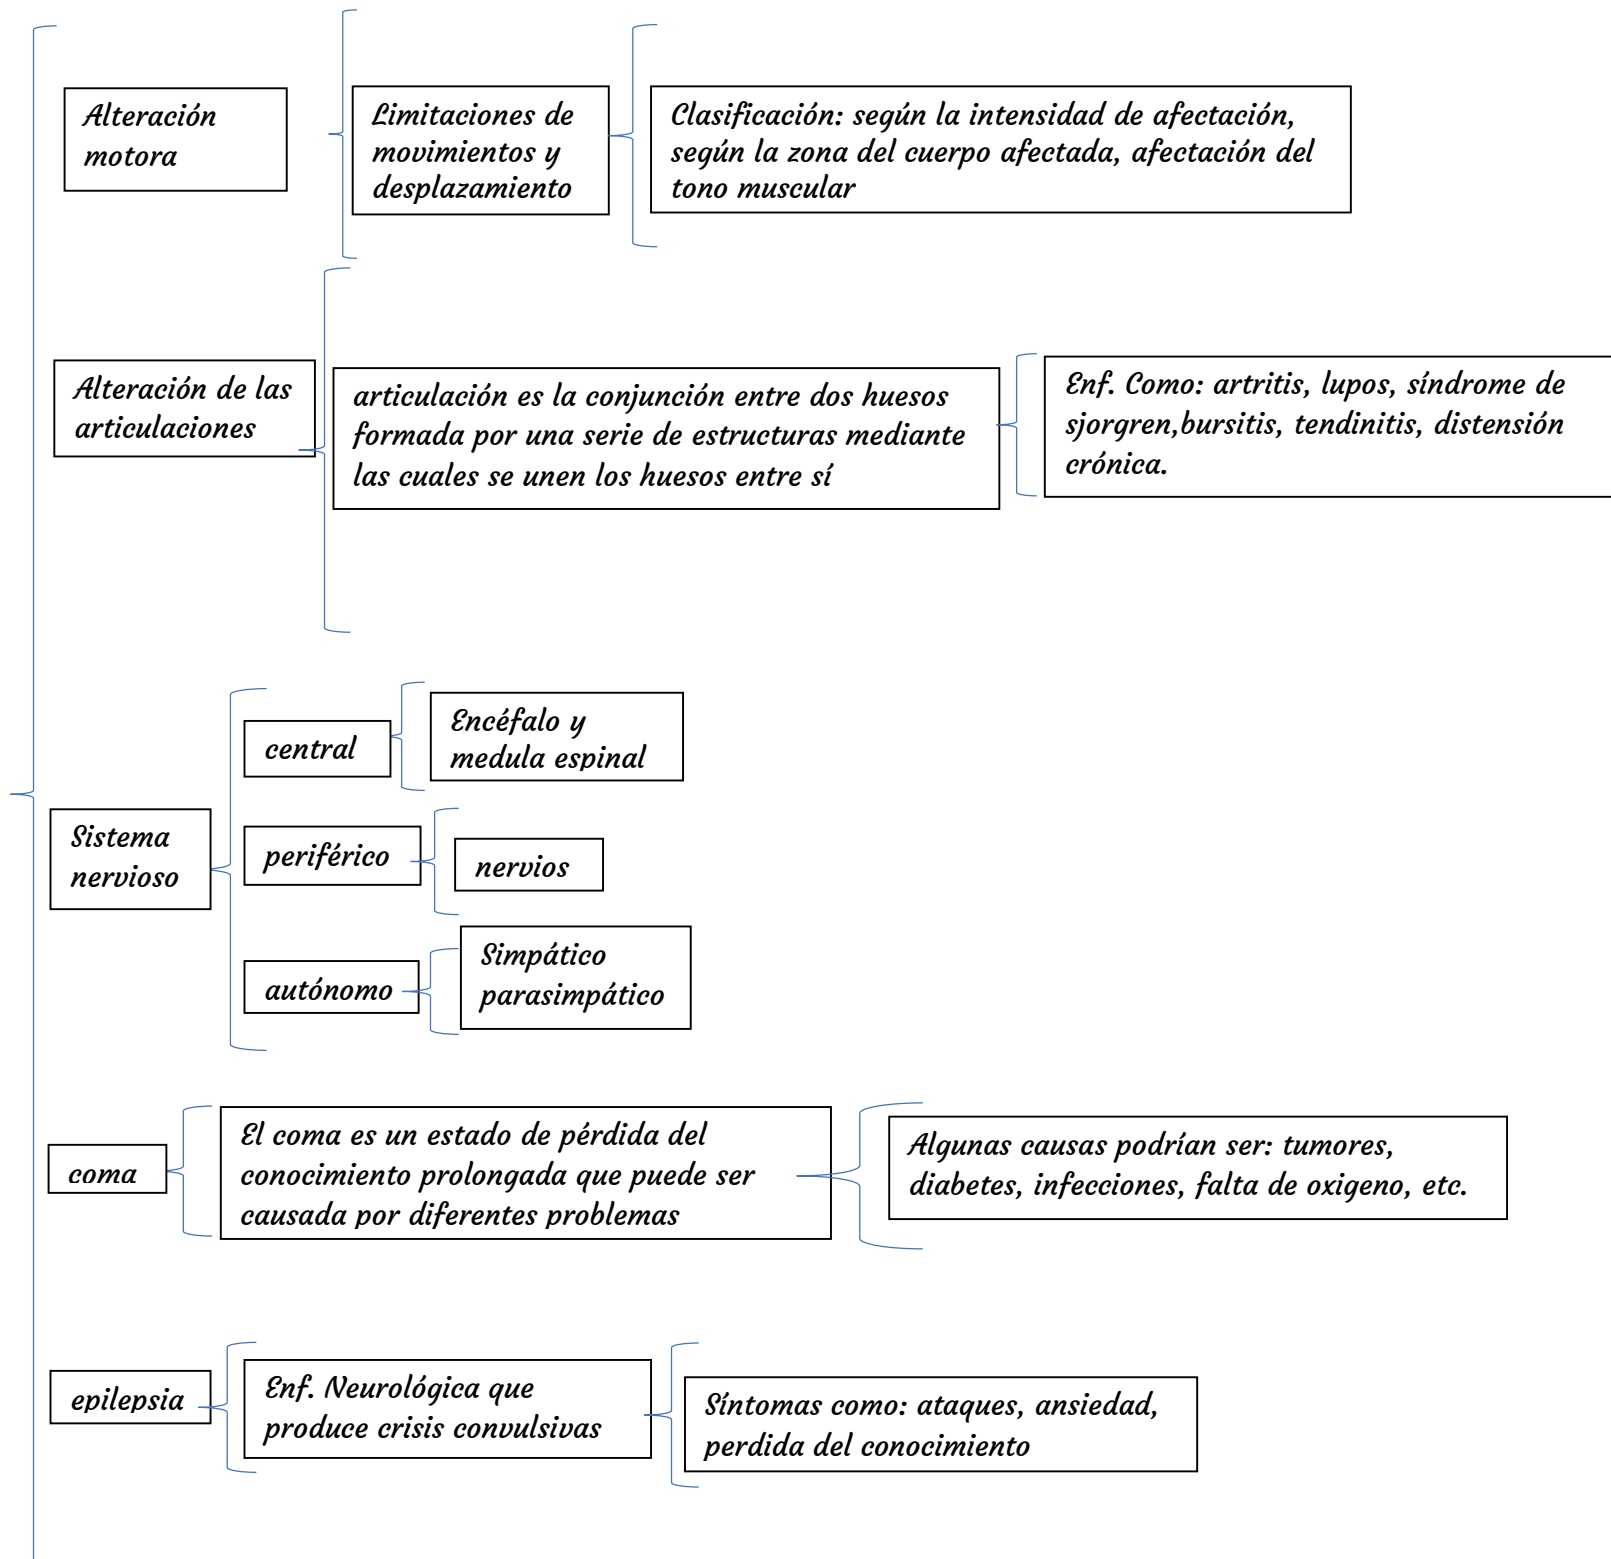 Alteración
motora
Limitaciones de
movimientos y
desplazamiento
Clasificación: según la intensidad de afectación,
según la zona del cuerpo afectada, afectación del
tono muscular
Alteración de las
articulaciones
articulación es la conjunción entre dos huesos
formada por una serie de estructuras mediante
las cuales se unen los huesos entre sí
Enf. Como: artritis, lupos, síndrome de
sjorgren,bursitis, tendinitis, distensión
crónica.
Sistema
nervioso
central
Encéfalo y
medula espinal
periférico
nervios
autónomo
Simpático
parasimpático
coma
El coma es un estado de pérdida del
conocimiento prolongada que puede ser
causada por diferentes problemas
Algunas causas podrían ser: tumores,
diabetes, infecciones, falta de oxigeno, etc.
epilepsia
Enf. Neurológica que
produce crisis convulsivas
Síntomas como: ataques, ansiedad,
perdida del conocimiento